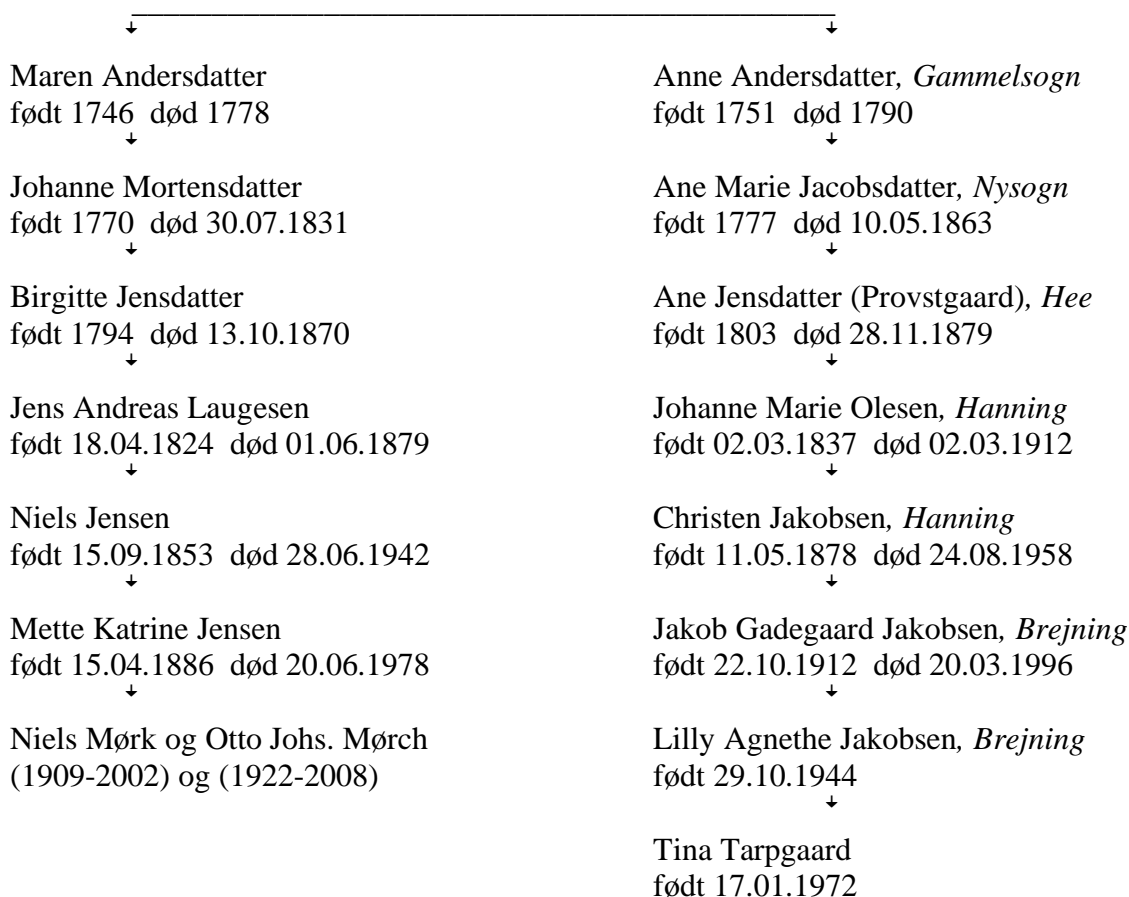 Maren Andersdatter
født 1746 død 1778
Johanne Mortensdatter
født 1770 død 30.07.1831
Birgitte Jensdatter
født 1794 død 13.10.1870
Jens Andreas Laugesen
født 18.04.1824 død 01.06.1879
Niels Jensen
født 15.09.1853 død 28.06.1942
Mette Katrine Jensen
født 15.04.1886 død 20.06.1978
Niels Mørk og Otto Johs. Mørch
(1909-2002) og (1922-2008)
Anne Andersdatter, Gammelsogn
født 1751 død 1790
Ane Marie Jacobsdatter, Nysogn
født 1777 død 10.05.1863
Ane Jensdatter (Provstgaard), Hee
født 1803 død 28.11.1879
Johanne Marie Olesen, Hanning
født 02.03.1837 død 02.03.1912
Christen Jakobsen, Hanning
født 11.05.1878 død 24.08.1958
Jakob Gadegaard Jakobsen, Brejning
født 22.10.1912 død 20.03.1996
Lilly Agnethe Jakobsen, Brejning
født 29.10.1944
Tina Tarpgaard
født 17.01.1972